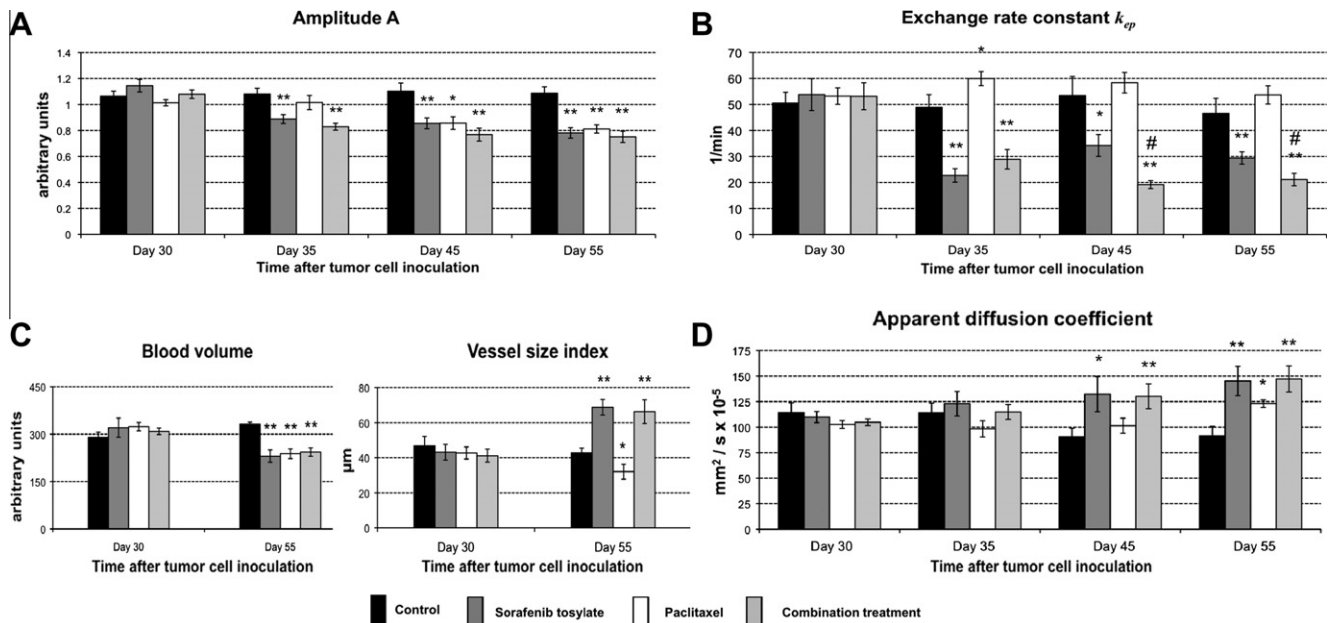 A
Amplitude A
arbitrary units
1.4
1.2
1
0.8
0.6
0.4
0.2
0
** **
** * **
** ** **
Day 30 Day 35 Day 45 Day 55
Time after tumor cell inoculation
B
Exchange rate constant kep
1/min
70
60
50
40
30
20
10
0
** * **
* # **
** # **
Day 30 Day 35 Day 45 Day 55
Time after tumor cell inoculation
C
Blood volume
arbitrary units
450
300
150
0
** ** **
Day 30 Day 55
Time after tumor cell inoculation
Vessel size index
µm
80
60
40
20
0
** * **
Day 30 Day 55
Time after tumor cell inoculation
D
Apparent diffusion coefficient
mm² / s x 10⁻⁵
175
150
125
100
75
50
25
0
* **
** * **
Day 30 Day 35 Day 45 Day 55
Time after tumor cell inoculation
Control Sorafenib tosylate Paclitaxel Combination treatment